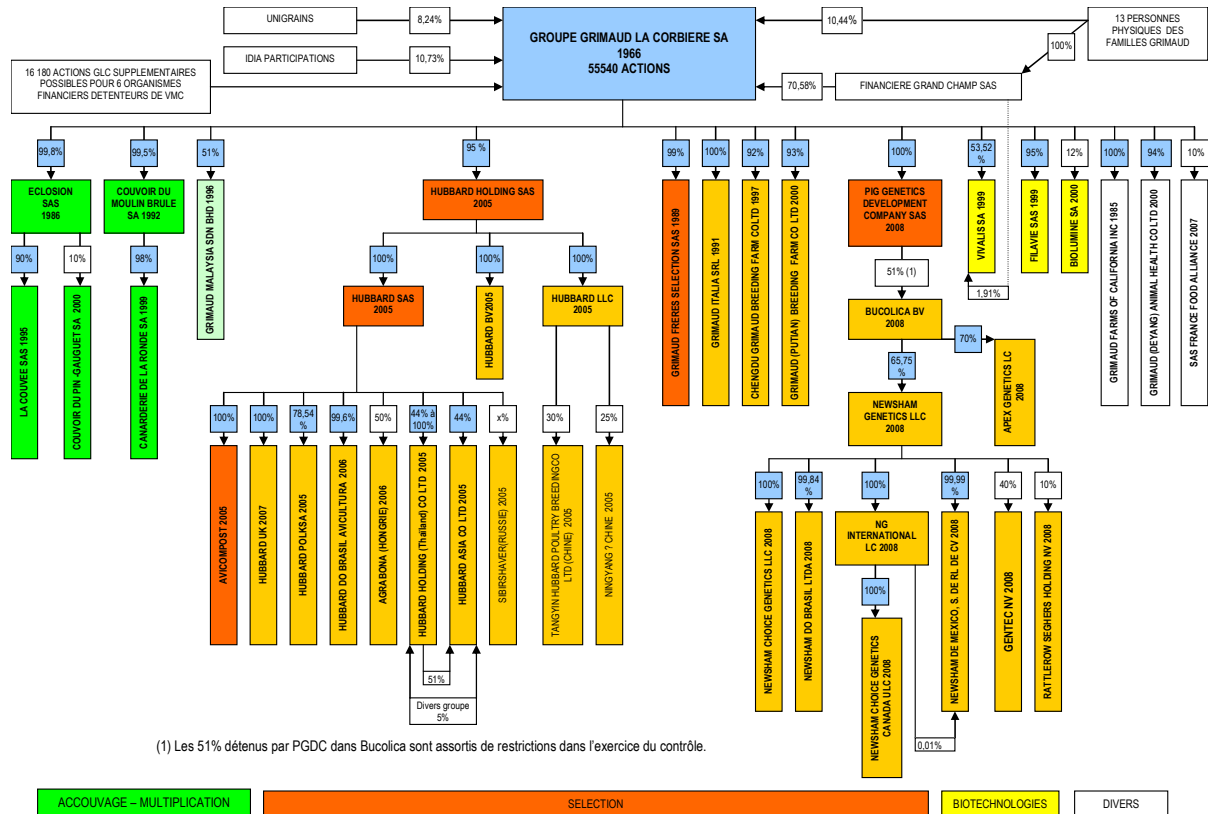 UNIGRAINS
8,24%
GROUPE GRIMAUD LA CORBIERE SA
1966
55540 ACTIONS
10,44%
13 PERSONNES
PHYSIQUES DES
FAMILLES GRIMAUD
100%
IDIA PARTICIPATIONS
10,73%
16 180 ACTIONS GLC SUPPLEMENTAIRES
POSSIBLES POUR 6 ORGANISMES
FINANCIERS DETENTEURS DE VMC
70,58%
FINANCIERE GRAND CHAMP SAS
99,8%
99,5%
51%
95 %
99%
100%
92%
93%
100%
53,52
%
95%
12%
100%
94%
10%
ECLOSION
SAS
1986
COUVOIR DU
MOULIN BRULE
SA 1992
GRIMAUD MALAYSIA SDN BHD 1996
HUBBARD HOLDING SAS
2005
GRIMAUD FRERES SELECTION SAS 1989
GRIMAUD ITALIA SRL 1991
CHENGDU GRIMAUD BREEDING FARM COLTD 1997
GRIMAUD (PUTIAN) BREEDING FARM CO LTD 2000
PIG GENETICS
DEVELOPMENT
COMPANY SAS
2008
VIVALIS SA 1999
FILAVIE SAS 1999
BIOLUMINE SA 2000
GRIMAUD FARMS OF CALIFORNIA INC 1985
GRIMAUD (DEYANG) ANIMAL HEALTH CO LTD 2000
SAS FRANCE FOOD ALLIANCE 2007
90%
10%
98%
100%
100%
100%
51% (1)
1,91%
LA COUVEE SAS 1995
COUVOIR DU PIN -GAUGUET SA 2000
CANARDERIE DE LA RONDE SA 1999
HUBBARD SAS
2005
HUBBARD BV2005
HUBBARD LLC
2005
BUCOLICA BV
2008
70%
APEX GENETICS LC
2008
65,75
%
NEWSHAM
GENETICS LLC
2008
100%
100%
78,54
%
99,6%
50%
44% à
100%
44%
x%
30%
25%
AVICOMPOST 2005
HUBBARD UK 2007
HUBBARD POLKSA 2005
HUBBARD DO BRASIL AVICULTURA 2006
AGRABONA (HONGRIE) 2006
HUBBARD HOLDING (Thaïland) CO LTD 2005
HUBBARD ASIA CO LTD 2005
SIBIRSHAVER(RUSSIE) 2005
TANGYIN HUBBARD POULTRY BREEDINGCO
LTD (CHINE) 2005
NINGYANG ? CHINE 2005
100%
99,84
%
100%
99,99
%
40%
10%
NEWSHAM CHOICE GENETICS LLC 2008
NEWSHAM DO BRASIL LTDA 2008
NG
INTERNATIONAL
LC 2008
NEWSHAM DE MEXICO, S. DE RL DE CV 2008
GENTEC NV 2008
RATTLEROW SEGHERS HOLDING NV 2008
100%
NEWSHAM CHOICE GENETICS
CANADA ULC 2008
0,01%
51%
Divers groupe
5%
(1) Les 51% détenus par PGDC dans Bucolica sont assortis de restrictions dans l'exercice du contrôle.
ACCOUVAGE – MULTIPLICATION
SELECTION
BIOTECHNOLOGIES
DIVERS